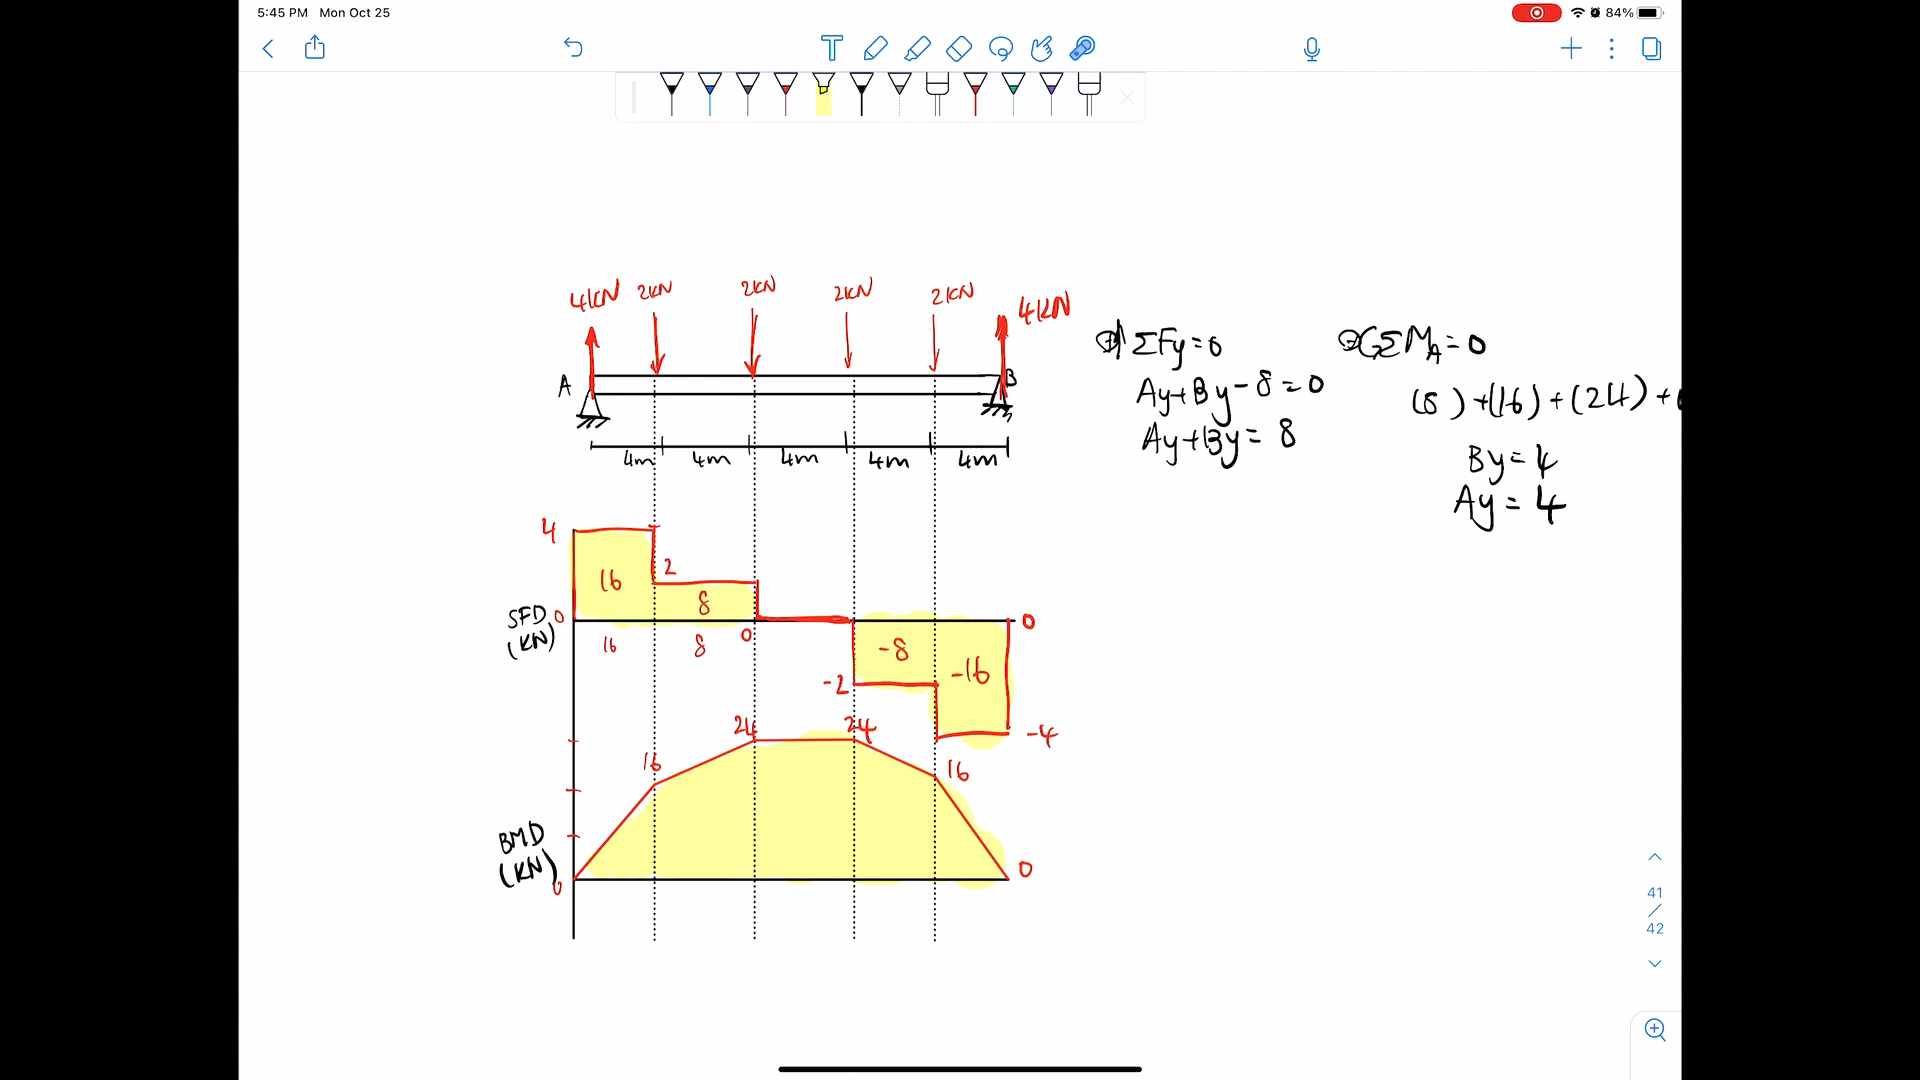 5:45 PM Mon Oct 25
84%
T
4KN 2KN 2KN 2KN 2KN 4KN
A B
4m 4m 4m 4m 4m
ΣFy=0
Ay+By-8=0
Ay+By=8
ΣMA=0
(8)+(16)+(24)+
By=4
Ay=4
4
16 2
8
SFD 0
(KN)
16 8 0
0
-8
-16
-2
-4
24 24
16 16
BMD
(KN)
0 0
41
/
42